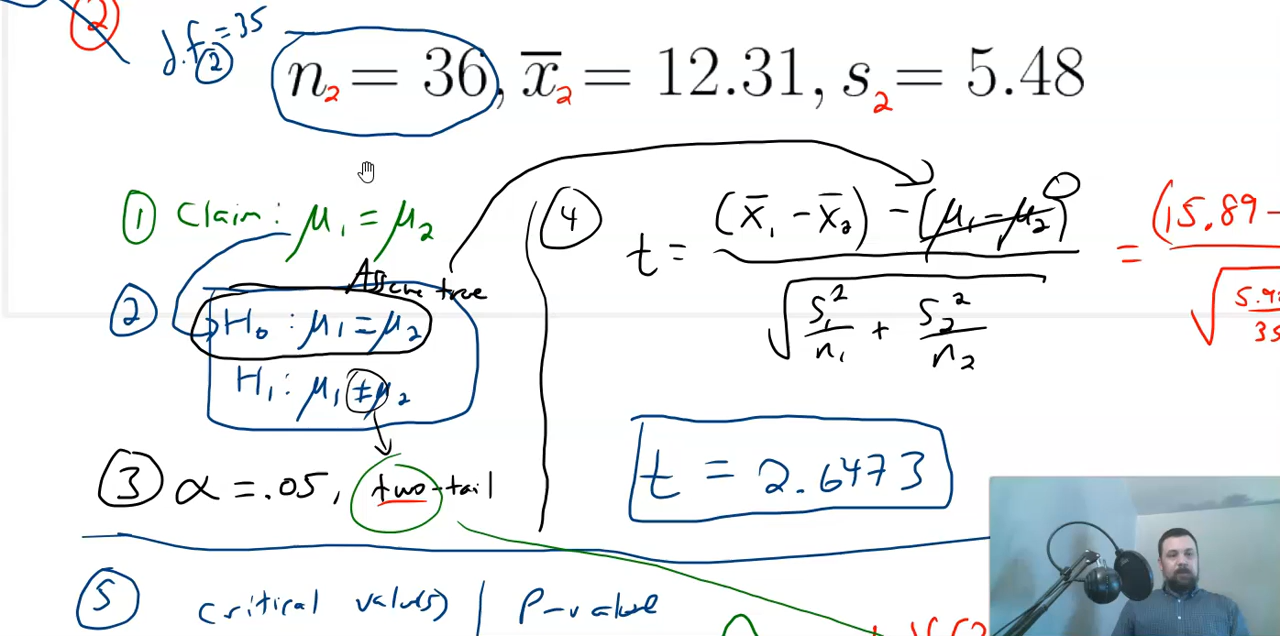 ②
d.f.₂ = 35
n₂ = 36, x̅₂ = 12.31, s₂ = 5.48
① Claim: μ₁ = μ₂
Assume true
② H₀ : μ₁ = μ₂
H₁ : μ₁ ≠ μ₂
③ α = .05, two-tail
④ t = (x̅₁ - x̅₂) - (μ₁ - μ₂) 0 / √(s₁²/n₁ + s₂²/n₂) = (15.89 -
t = 2.6473
⑤ critical value(s) | P-value